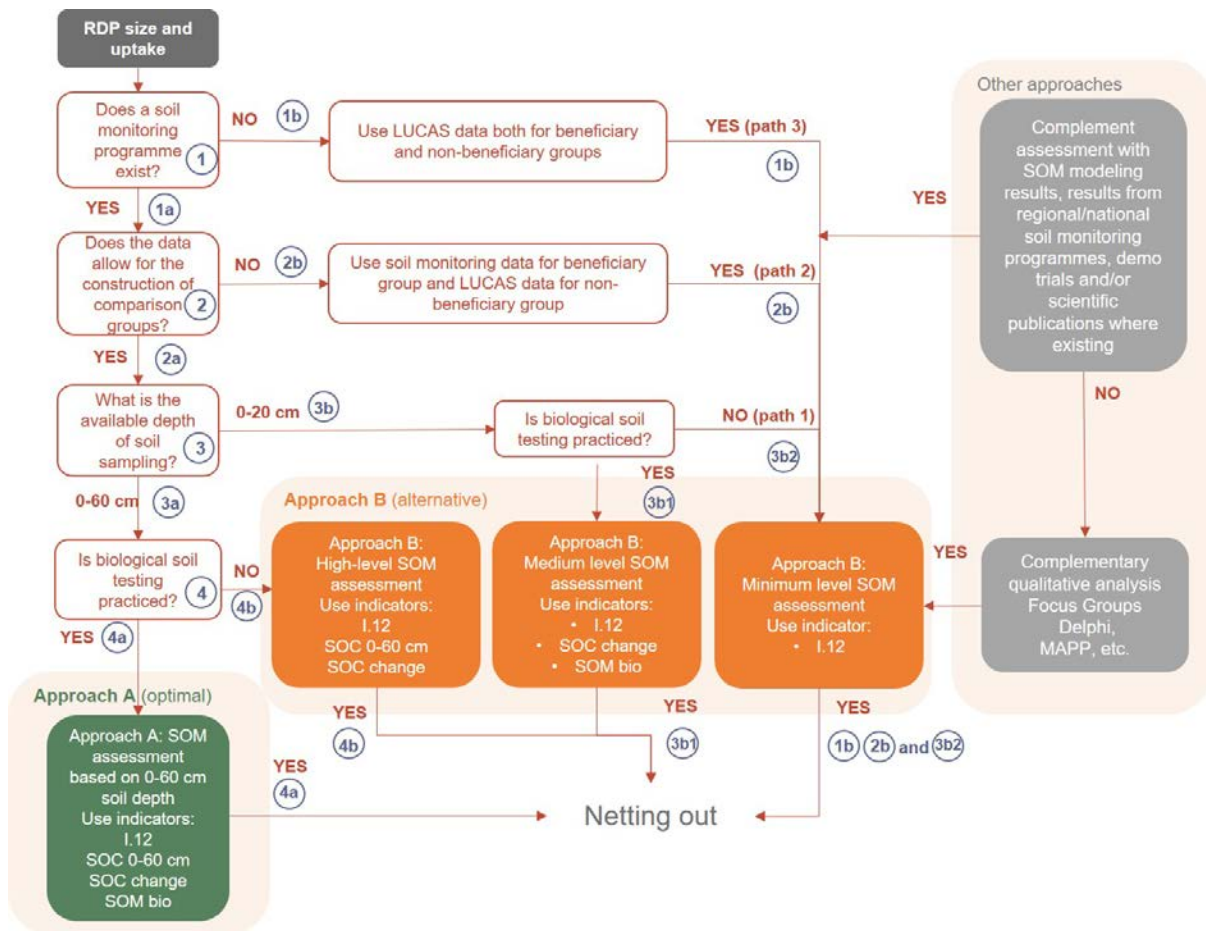 RDP size and
uptake
Does a soil
monitoring
programme
exist?
1
NO
1b
Use LUCAS data both for beneficiary
and non-beneficiary groups
YES (path 3)
1b
YES
1a
Does the data
allow for the
construction of
comparison
groups?
2
NO
2b
Use soil monitoring data for beneficiary
group and LUCAS data for non-
beneficiary group
YES (path 2)
2b
YES
2a
What is the
available depth
of soil
sampling?
3
0-20 cm
3b
Is biological soil
testing practiced?
NO (path 1)
3b2
YES
3b1
0-60 cm
3a
Is biological soil
testing
practiced?
4
NO
4b
YES
4a
Approach B (alternative)
Approach B:
High-level SOM
assessment
Use indicators:
I.12
SOC 0-60 cm
SOC change
Approach B:
Medium level SOM
assessment
Use indicators:
• I.12
• SOC change
• SOM bio
Approach B:
Minimum level SOM
assessment
Use indicator:
• I.12
Other approaches
Complement
assessment with
SOM modeling
results, results from
regional/national
soil monitoring
programmes, demo
trials and/or
scientific
publications where
existing
YES
NO
Complementary
qualitative analysis
Focus Groups
Delphi,
MAPP, etc.
YES
Approach A (optimal)
Approach A: SOM
assessment
based on 0-60 cm
soil depth
Use indicators:
I.12
SOC 0-60 cm
SOC change
SOM bio
YES
4a
YES
4b
YES
3b1
YES
1b 2b and 3b2
Netting out